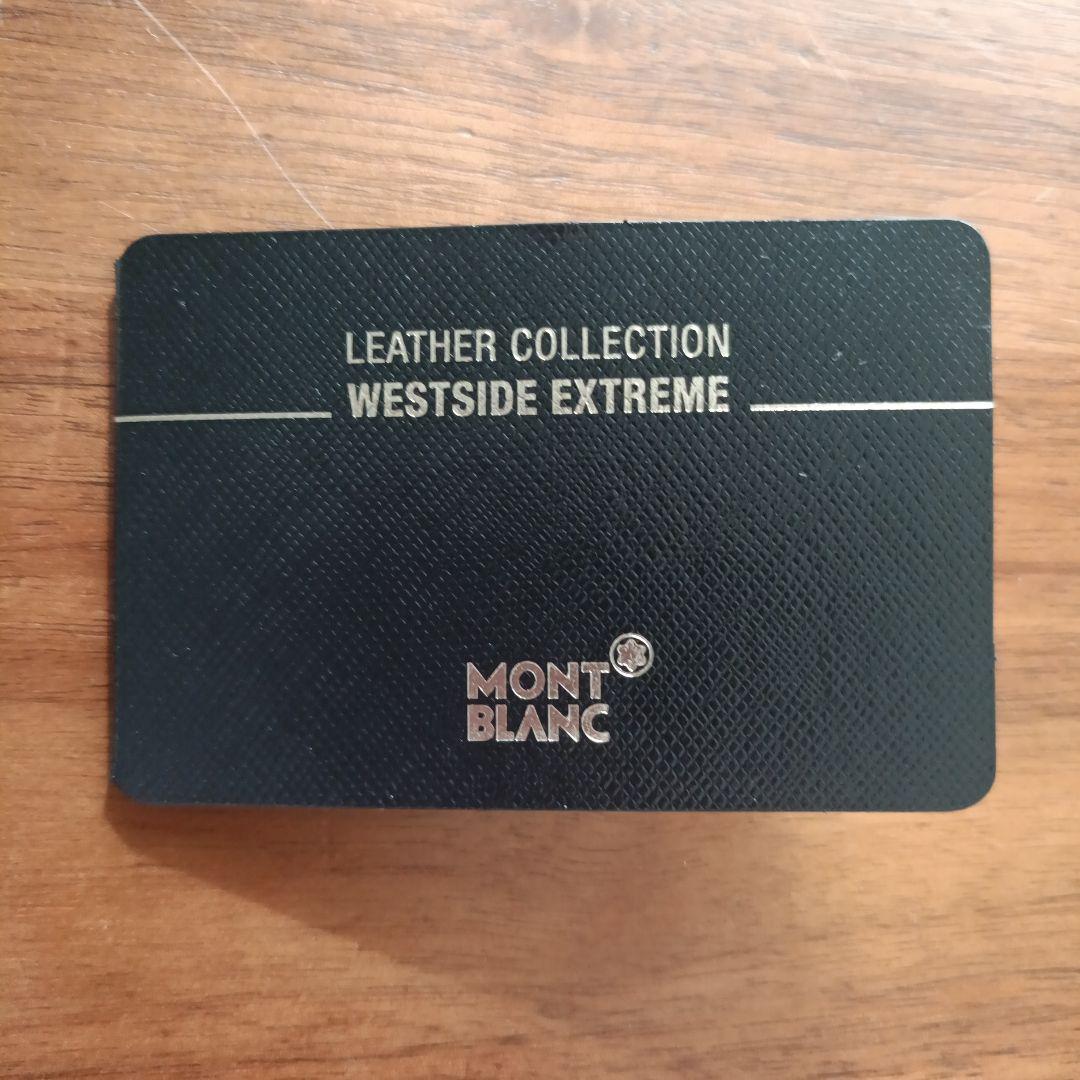 LEATHER COLLECTION
WESTSIDE EXTREME
MONT
BLANC